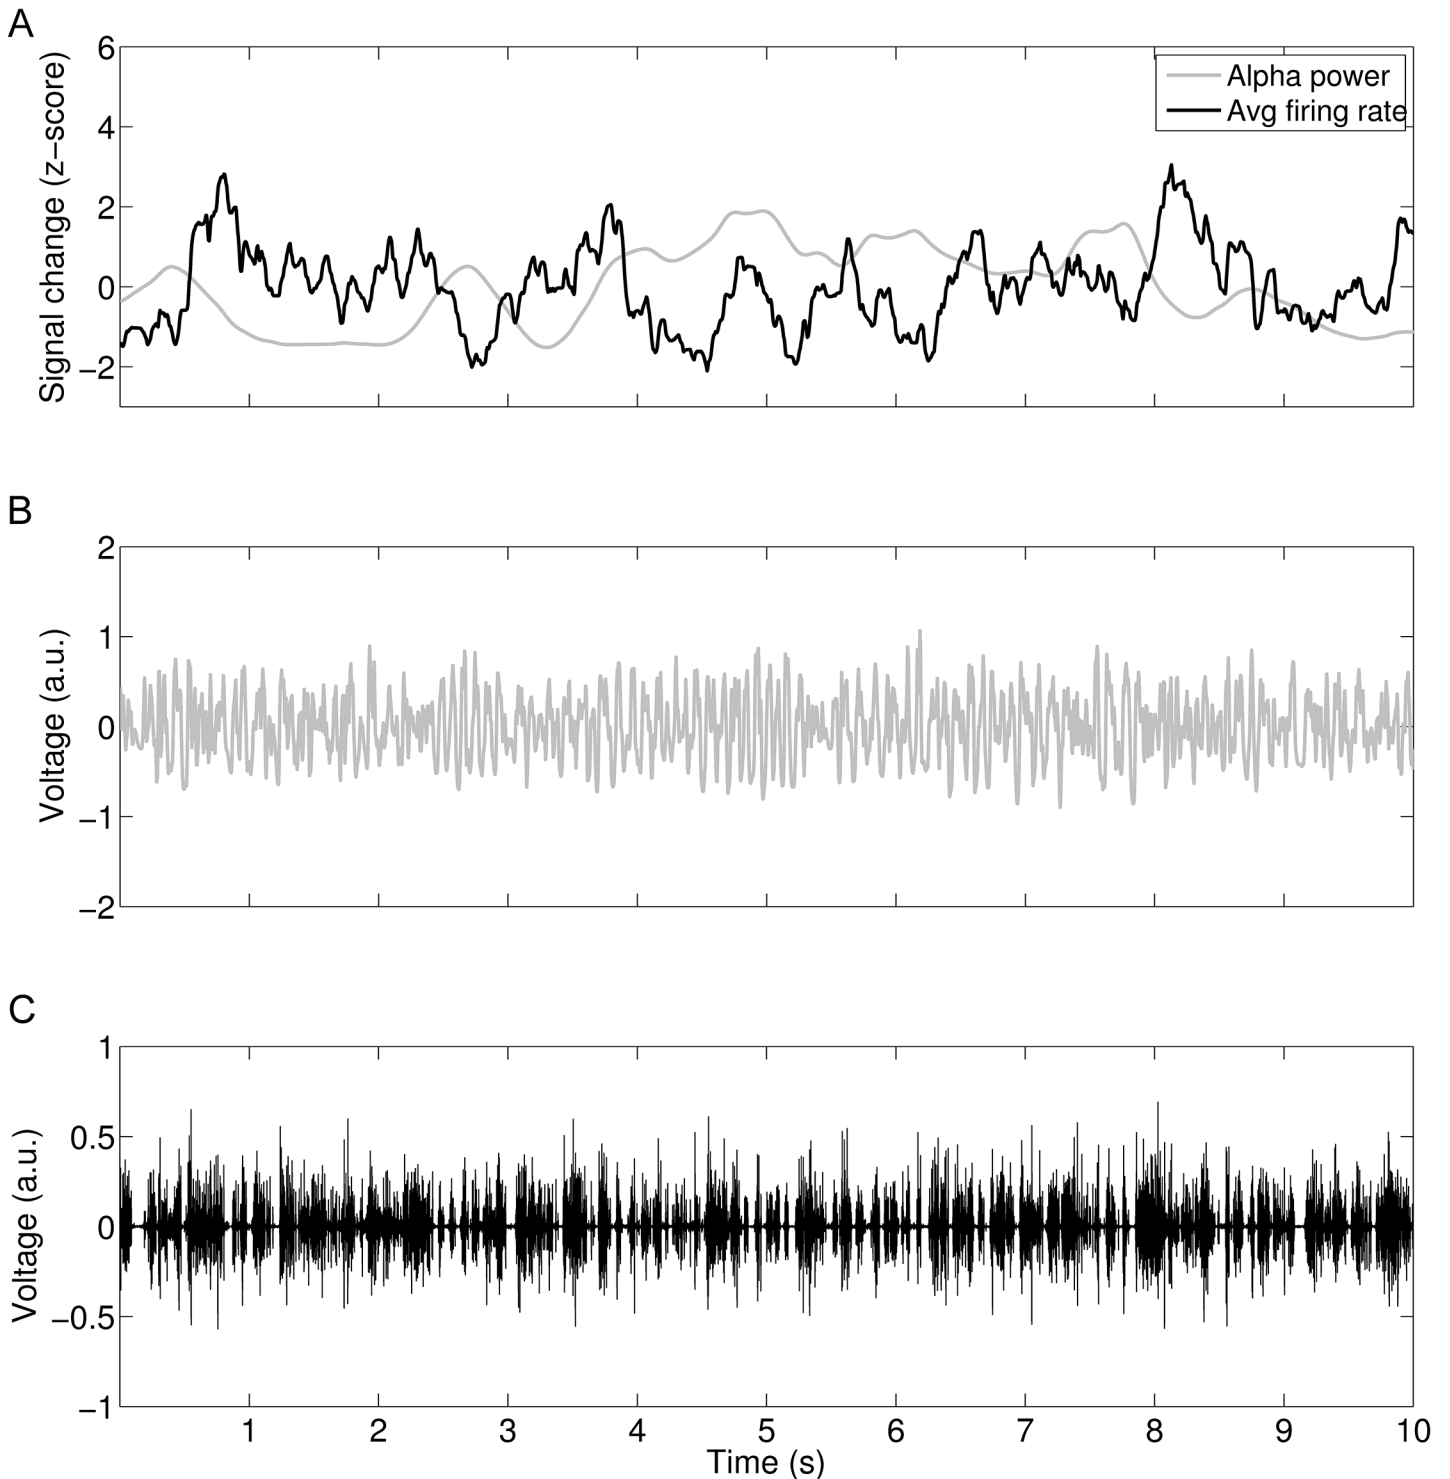 A
Signal change (z−score)
6
4
2
0
−2
Alpha power
Avg firing rate
B
Voltage (a.u.)
2
1
0
−1
−2
C
Voltage (a.u.)
1
0.5
0
−0.5
−1
1 2 3 4 5 6 7 8 9 10
Time (s)